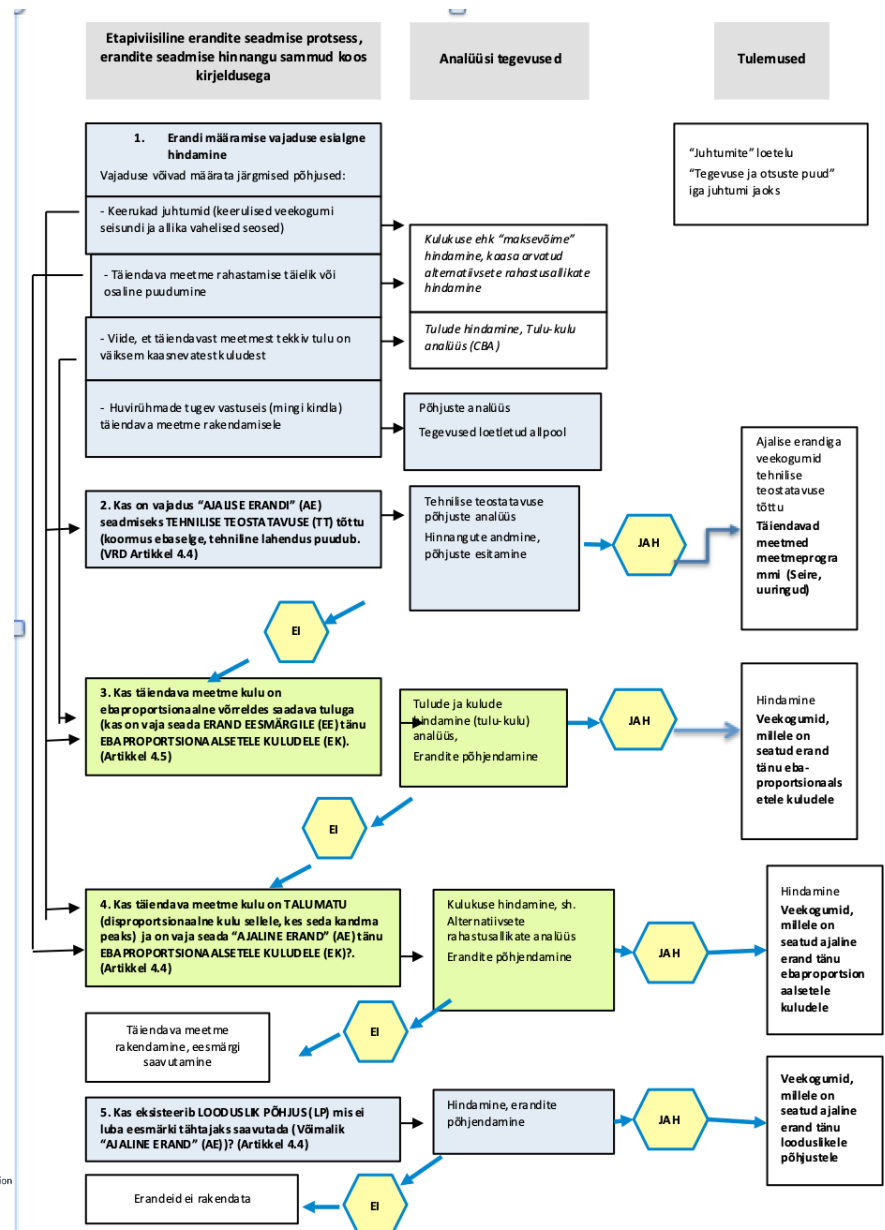 Etapiviisiline erandite seadmise protsess,
erandite seadmise hinnangu sammud koos
kirjeldusega
Analüüsi tegevused
Tulemused
1. Erandi määramise vajaduse esialgne
hindamine
Vajaduse võivad määrata järgmised põhjused:
"Juhtumite" loetelu
"Tegevuse ja otsuste puud"
iga juhtumi jaoks
- Keerukad juhtumid (keerulised veekogumi
seisundi ja allika vahelised seosed)
Kulukuse ehk "maksevõime"
hindamine, kaasa arvatud
alternatiivsete rahastusallikate
hindamine
- Täiendava meetme rahastamise täielik või
osaline puudumine
- Viide, et täiendavast meetmest tekkiv tulu on
väiksem kaasnevatest kuludest
Tulude hindamine, Tulu-kulu
analüüs (CBA)
- Huvirühmade tugev vastuseis (mingi kindla)
täiendava meetme rakendamisele
Põhjuste analüüs
Tegevused loetletud allpool
2. Kas on vajadus "AJALISE ERANDI" (AE)
seadmiseks TEHNILISE TEOSTATAVUSE (TT) tõttu
(koormus ebaselge, tehniline lahendus puudub.
(VRD Artikkel 4.4)
Tehnilise teostatavuse
põhjuste analüüs
Hinnangute andmine,
põhjuste esitamine
JAH
Ajalise erandiga
veekogumid
tehnilise
teostatavuse
tõttu
Täiendavad
meetmed
meetmeprogra
mmi (Seire,
uuringud)
EI
3. Kas täiendava meetme kulu on
ebaproportsionaalne võrreldes saadava tuluga
(kas on vaja seada ERAND EESMÄRGILE (EE) tänu
EBAPROPORTSIONAALSETELE KULUDELE (EK).
(Artikkel 4.5)
Tulude ja kulude
hindamine (tulu-kulu)
analüüs,
Erandite põhjendamine
JAH
Hindamine
Veekogumid,
millele on
seatud erand
tänu eba-
proportsionaals
etele kuludele
EI
4. Kas täiendava meetme kulu on TALUMATU
(disproportsionaalne kulu sellele, kes seda kandma
peaks) ja on vaja seada "AJALINE ERAND" (AE) tänu
EBAPROPORTSIONAALSETELE KULUDELE (EK)?.
(Artikkel 4.4)
Kulukuse hindamine, sh.
Alternatiivsete
rahastusallikate analüüs
Erandite põhjendamine
JAH
Hindamine
Veekogumid,
millele on
seatud ajaline
erand tänu
ebaproportsion
aalsetele
kuludele
EI
Täiendava meetme
rakendamine, eesmärgi
saavutamine
5. Kas eksisteerib LOODUSLIK PÕHJUS (LP) mis ei
luba eesmärki tähtajaks saavutada (Võimalik
"AJALINE ERAND" (AE))? (Artikkel 4.4)
Hindamine, erandite
põhjendamine
JAH
Veekogumid,
millele on
seatud ajaline
erand tänu
looduslikele
põhjustele
ion
Erandeid ei rakendata
EI